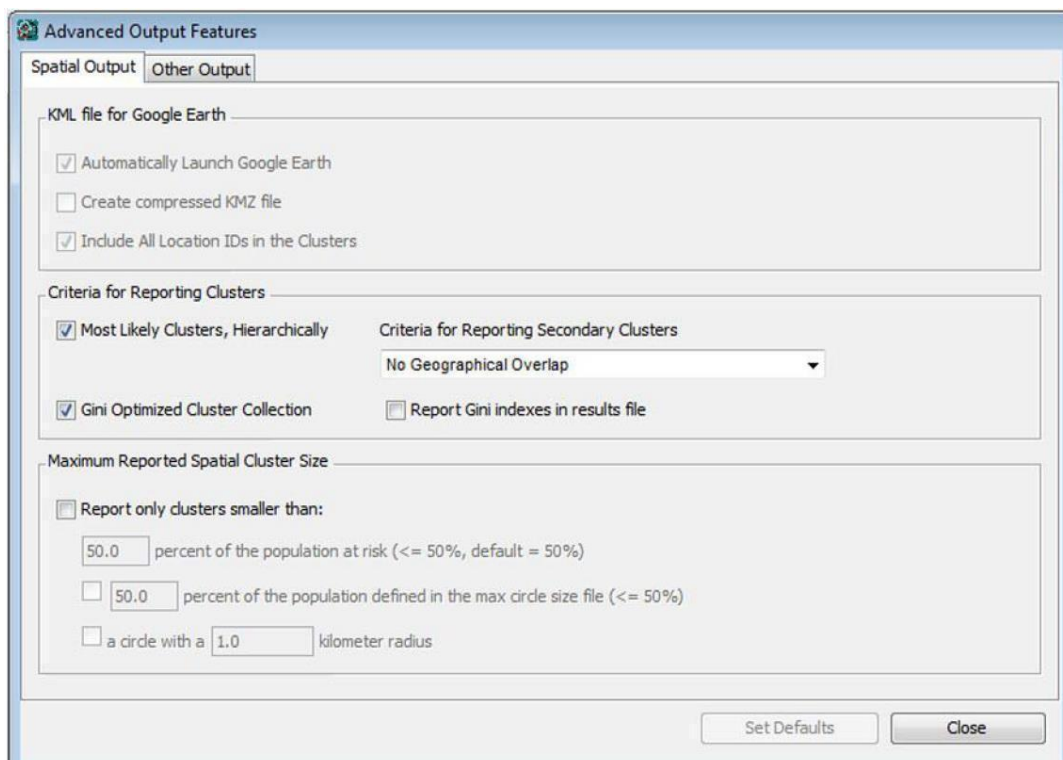 Advanced Output Features
Spatial Output Other Output
KML file for Google Earth
Automatically Launch Google Earth
Create compressed KMZ file
Include All Location IDs in the Clusters
Criteria for Reporting Clusters
Most Likely Clusters, Hierarchically Criteria for Reporting Secondary Clusters
No Geographical Overlap
Gini Optimized Cluster Collection Report Gini indexes in results file
Maximum Reported Spatial Cluster Size
Report only clusters smaller than:
50.0 percent of the population at risk (<= 50%, default = 50%)
50.0 percent of the population defined in the max circle size file (<= 50%)
a circle with a 1.0 kilometer radius
Set Defaults Close